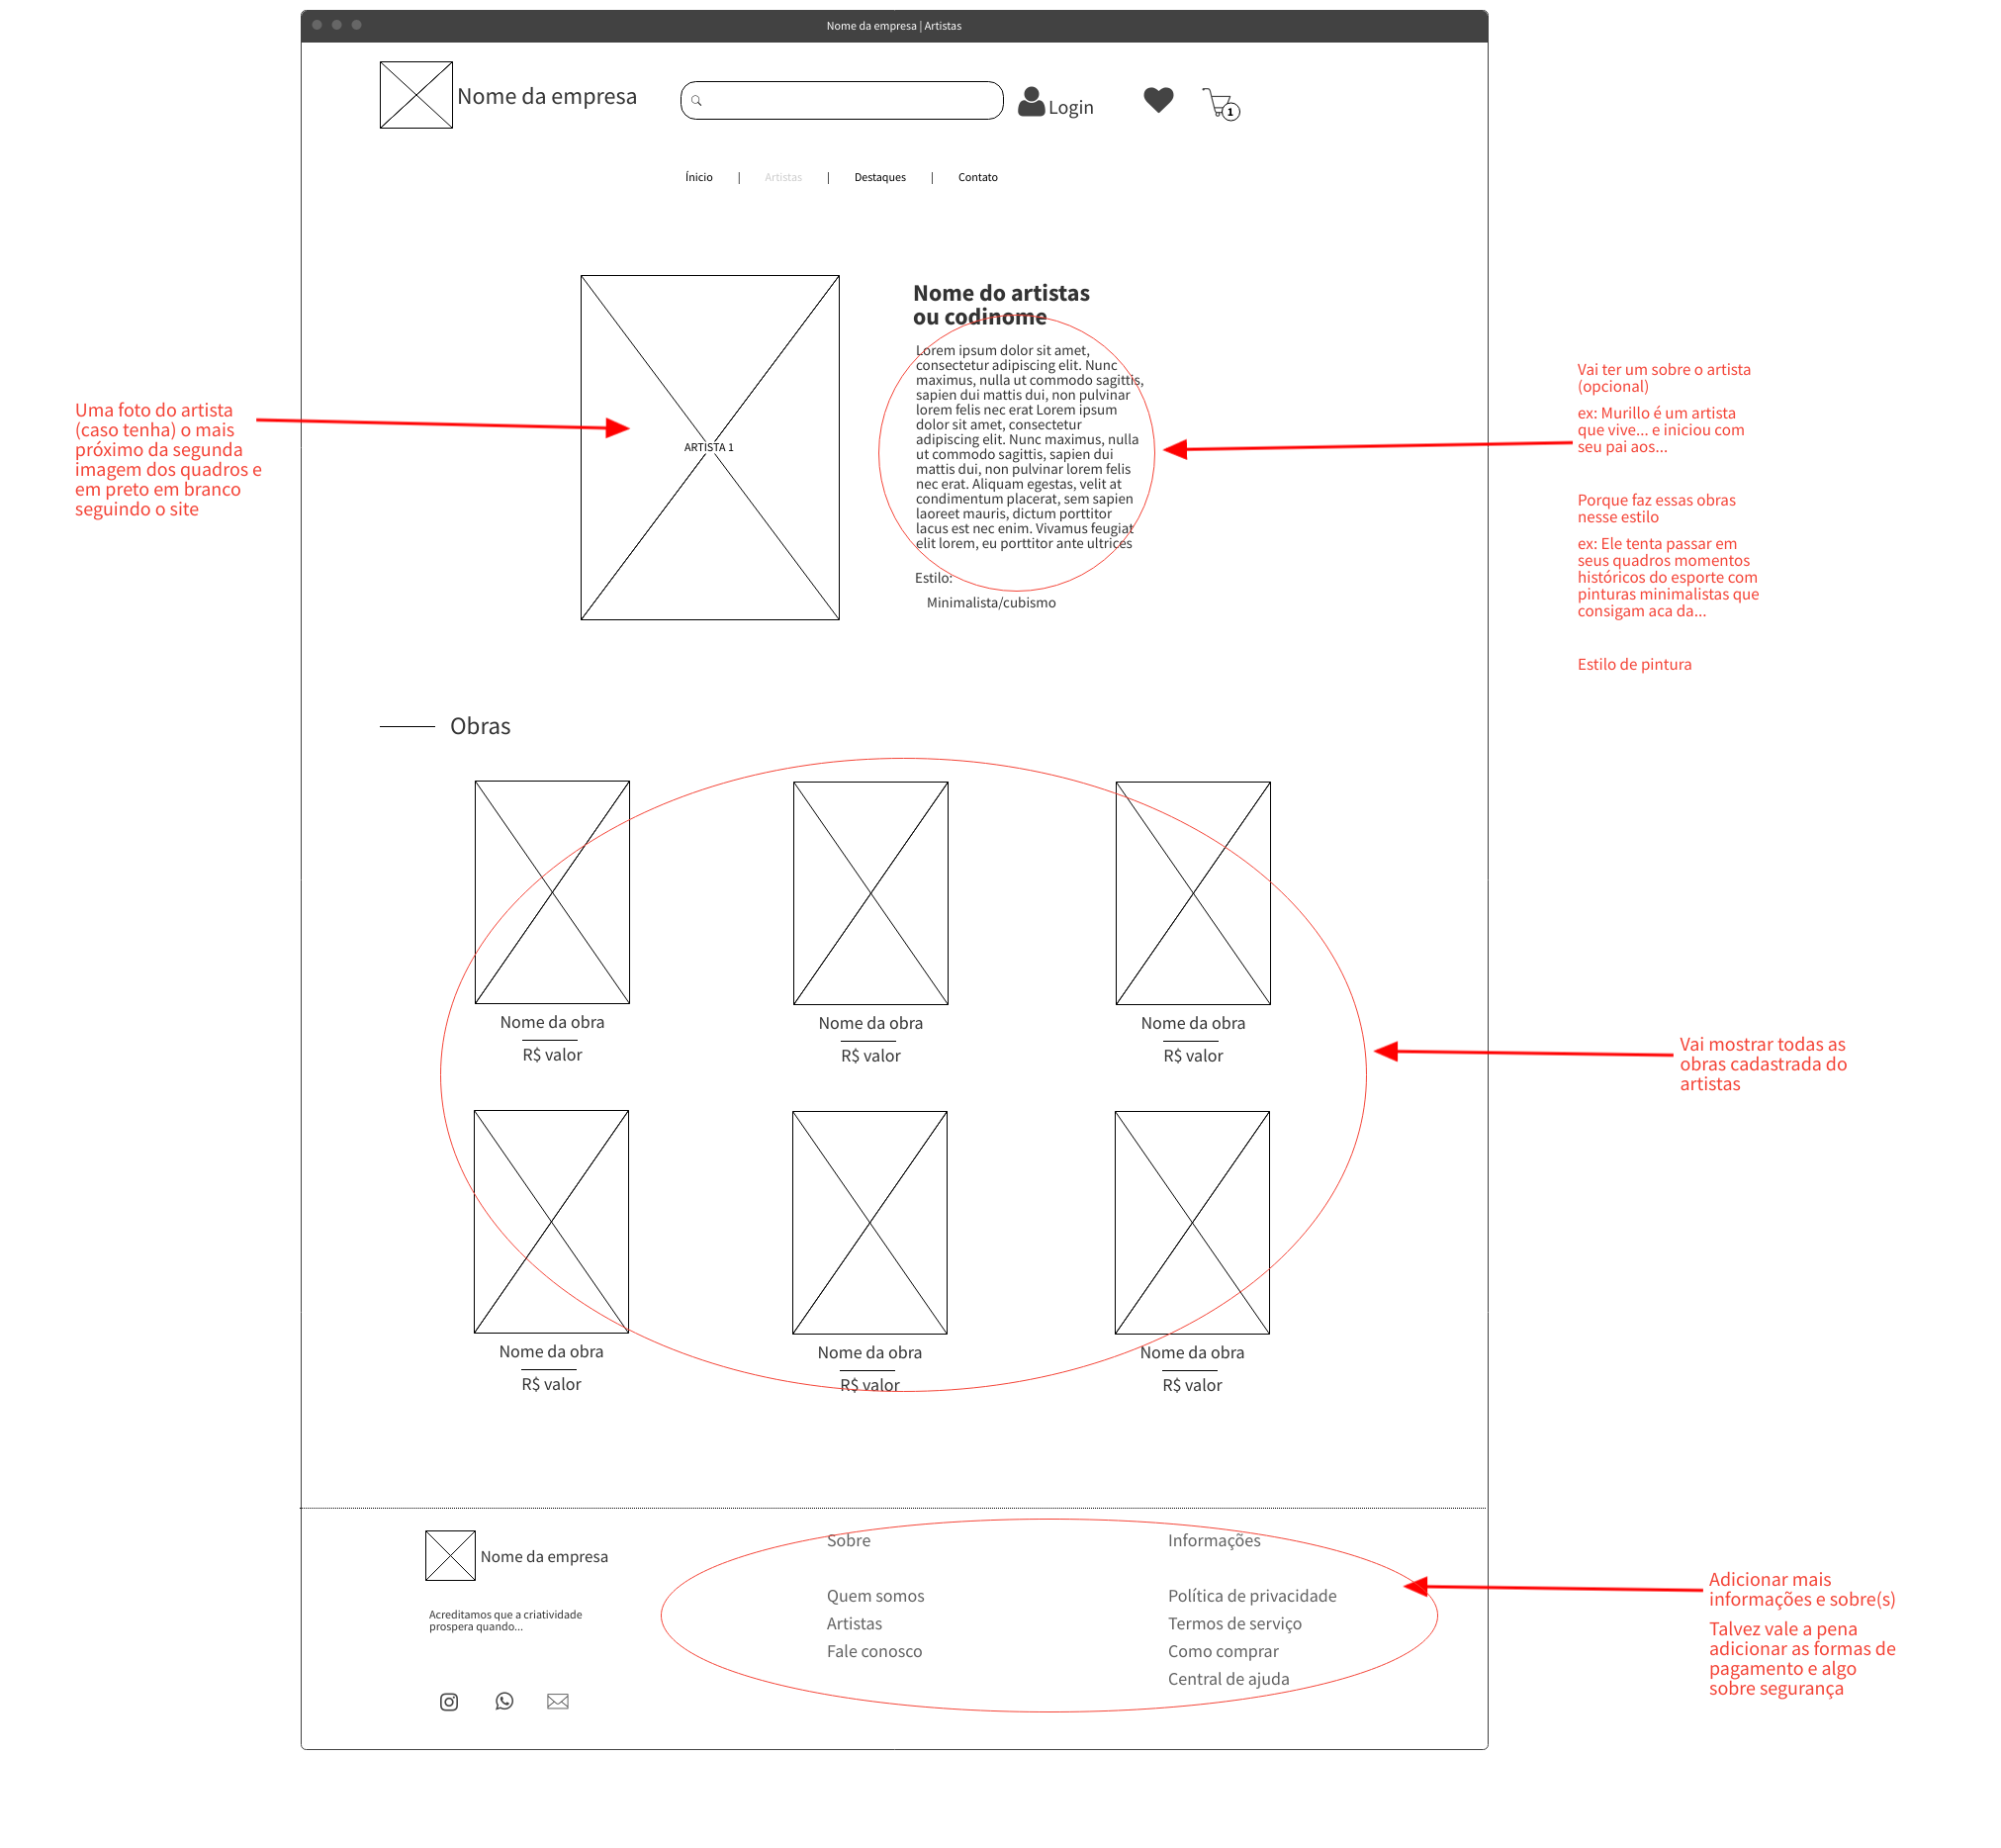 Nome da empresa | Artistas
Nome da empresa
Login
1
Ínicio | Artistas | Destaques | Contato
Uma foto do artista
(caso tenha) o mais
próximo da segunda
imagem dos quadros e
em preto em branco
seguindo o site
ARTISTA 1
Nome do artistas
ou codinome
Lorem ipsum dolor sit amet,
consectetur adipiscing elit. Nunc
maximus, nulla ut commodo sagittis,
sapien dui mattis dui, non pulvinar
lorem felis nec erat Lorem ipsum
dolor sit amet, consectetur
adipiscing elit. Nunc maximus, nulla
ut commodo sagittis, sapien dui
mattis dui, non pulvinar lorem felis
nec erat. Aliquam egestas, velit at
condimentum placerat, sem sapien
laoreet mauris, dictum porttitor
lacus est nec enim. Vivamus feugiat
elit lorem, eu porttitor ante ultrices
Estilo:
Minimalista/cubismo
Vai ter um sobre o artista
(opcional)
ex: Murillo é um artista
que vive... e iniciou com
seu pai aos...
Porque faz essas obras
nesse estilo
ex: Ele tenta passar em
seus quadros momentos
históricos do esporte com
pinturas minimalistas que
consigam aca da...
Estilo de pintura
Obras
Nome da obra
R$ valor
Nome da obra
R$ valor
Nome da obra
R$ valor
Vai mostrar todas as
obras cadastrada do
artistas
Nome da obra
R$ valor
Nome da obra
R$ valor
Nome da obra
R$ valor
Nome da empresa
Acreditamos que a criatividade
prospera quando...
Sobre
Quem somos
Artistas
Fale conosco
Informações
Política de privacidade
Termos de serviço
Como comprar
Central de ajuda
Adicionar mais
informações e sobre(s)
Talvez vale a pena
adicionar as formas de
pagamento e algo
sobre segurança